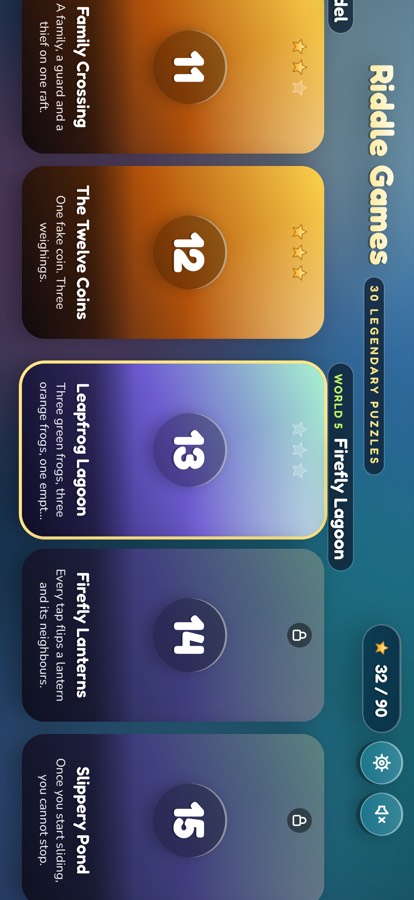 Riddle Games
30 LEGENDARY PUZZLES
32 / 90
del
WORLD 5 Firefly Lagoon
11
Family Crossing
A family, a guard and a
thief on one raft.
12
The Twelve Coins
One fake coin. Three
weighings.
13
Leapfrog Lagoon
Three green frogs, three
orange frogs, one empt...
14
Firefly Lanterns
Every tap flips a lantern
and its neighbours.
15
Slippery Pond
Once you start sliding,
you cannot stop.